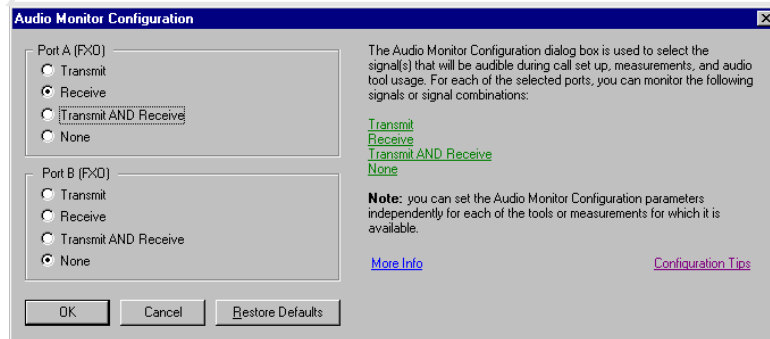 Audio Monitor Configuration
Port A (FXO)
Transmit
Receive
Transmit AND Receive
None
Port B (FXO)
Transmit
Receive
Transmit AND Receive
None
OK Cancel Restore Defaults
The Audio Monitor Configuration dialog box is used to select the
signal(s) that will be audible during call set up, measurements, and audio
tool usage. For each of the selected ports, you can monitor the following
signals or signal combinations:
Transmit
Receive
Transmit AND Receive
None
Note: you can set the Audio Monitor Configuration parameters
independently for each of the tools or measurements for which it is
available.
More Info Configuration Tips